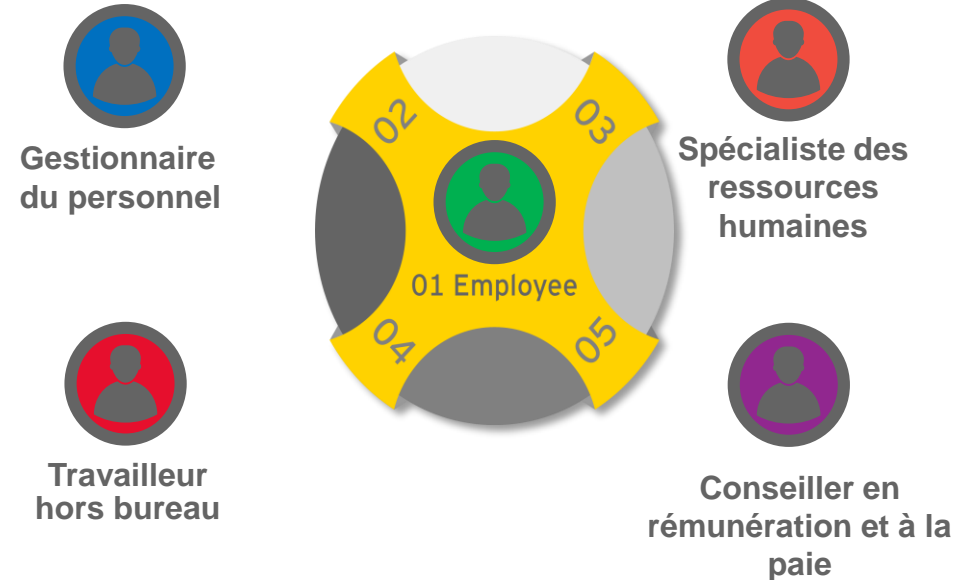 Gestionnaire
du personnel
02
03
Spécialiste des
ressources
humaines
01 Employee
04
05
Travailleur
hors bureau
Conseiller en
rémunération et à la
paie